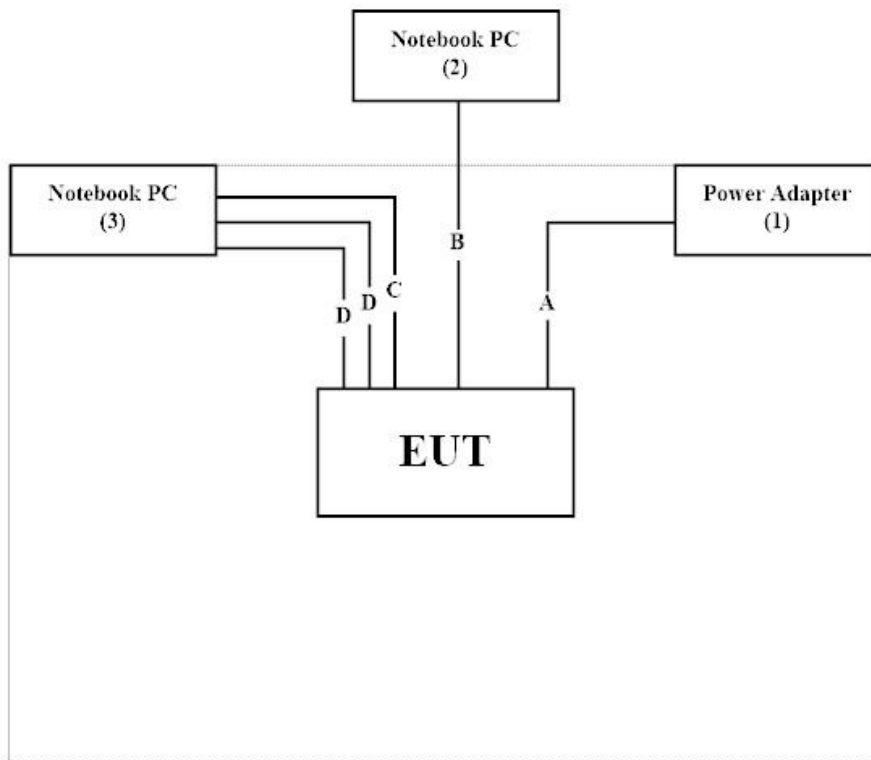 Notebook PC
(2)
Notebook PC
(3)
Power Adapter
(1)
B
C
D
A
D
EUT